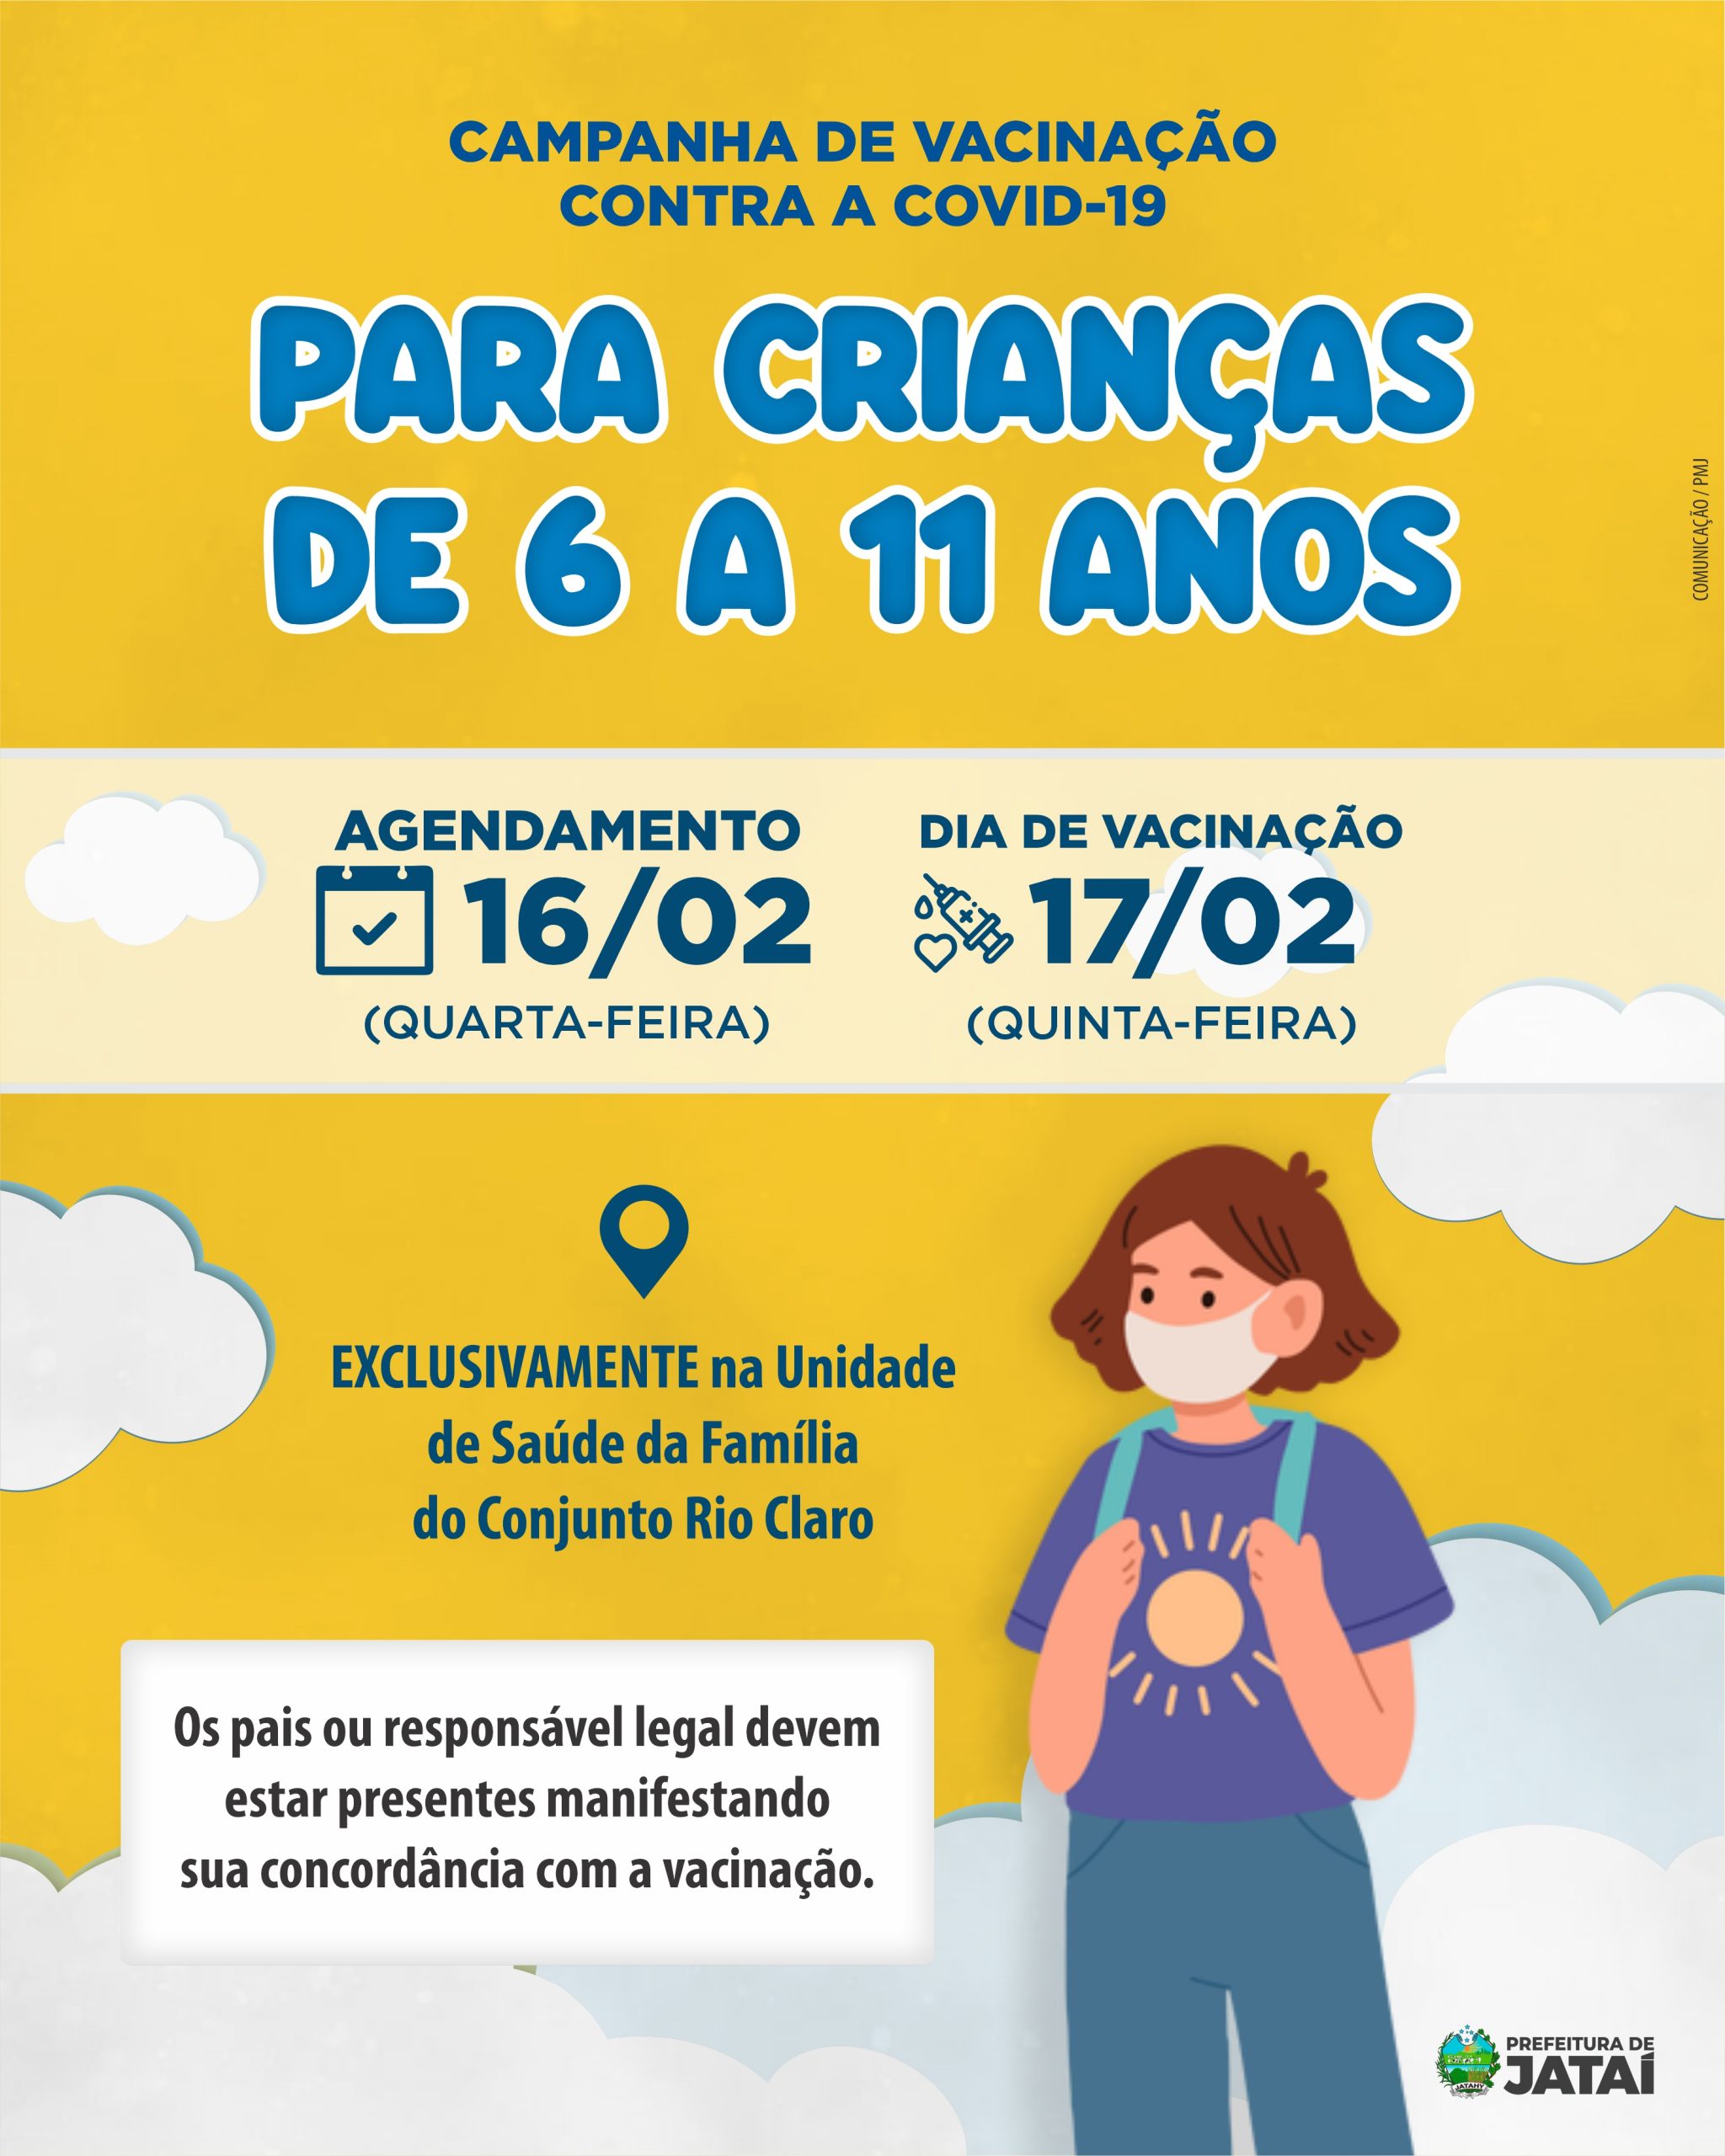 CAMPANHA DE VACINAÇÃO
CONTRA A COVID-19
PARA CRIANÇAS
DE 6 A 11 ANOS
COMUNICAÇÃO / PMJ
AGENDAMENTO
16/02
(QUARTA-FEIRA)
DIA DE VACINAÇÃO
17/02
(QUINTA-FEIRA)
EXCLUSIVAMENTE na Unidade
de Saúde da Família
do Conjunto Rio Claro
Os pais ou responsável legal devem
estar presentes manifestando
sua concordância com a vacinação.
JATAHY
PREFEITURA DE
JATAÍ